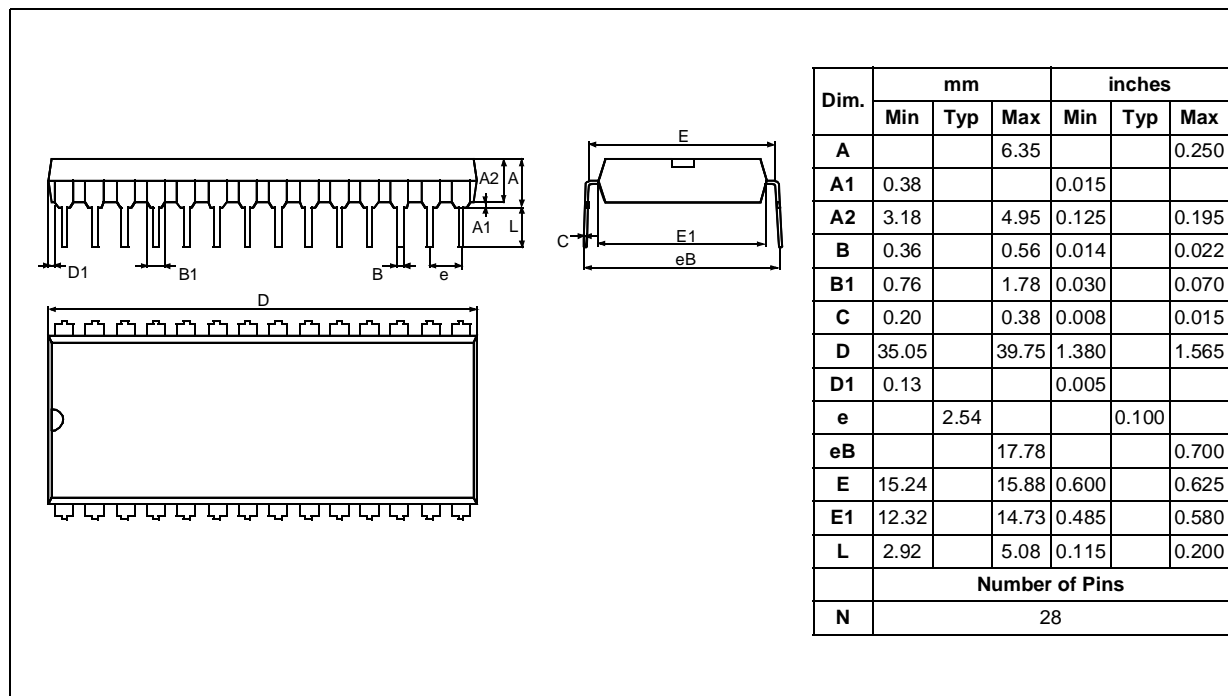 A2 A
A1 L
D1 B1 B e
D
E
C
E1
eB
Dim. mm inches
Min Typ Max Min Typ Max
A 6.35 0.250
A1 0.38 0.015
A2 3.18 4.95 0.125 0.195
B 0.36 0.56 0.014 0.022
B1 0.76 1.78 0.030 0.070
C 0.20 0.38 0.008 0.015
D 35.05 39.75 1.380 1.565
D1 0.13 0.005
e 2.54 0.100
eB 17.78 0.700
E 15.24 15.88 0.600 0.625
E1 12.32 14.73 0.485 0.580
L 2.92 5.08 0.115 0.200
Number of Pins
N 28